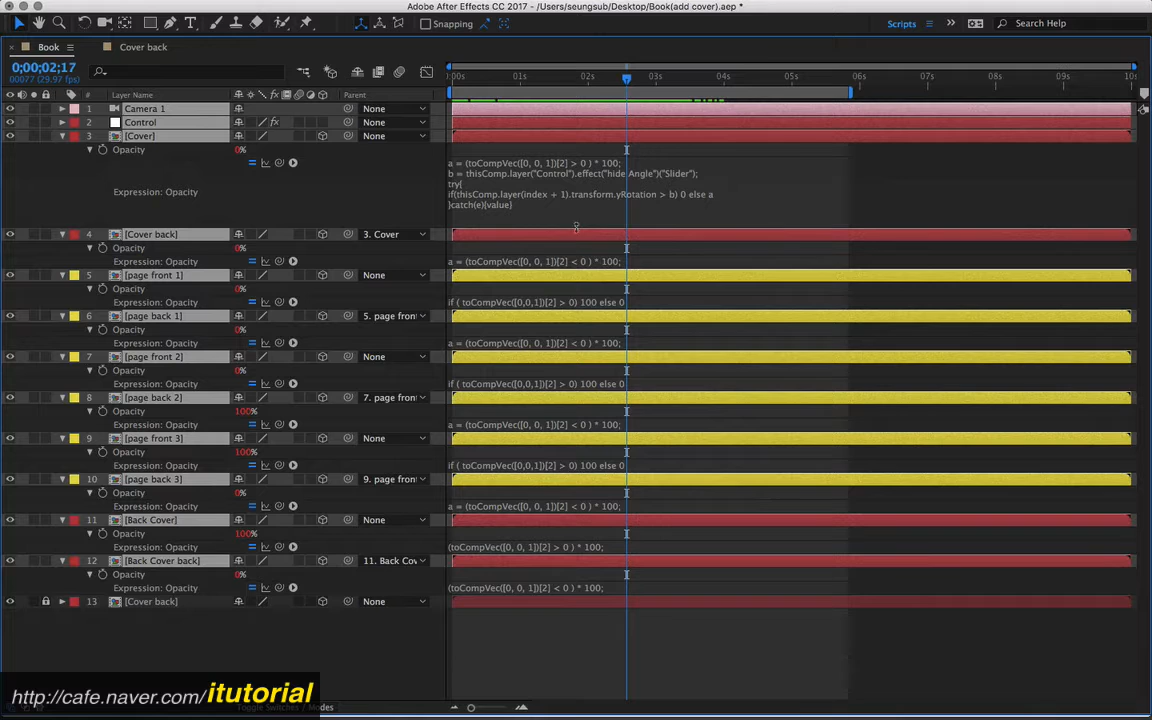 Adobe After Effects CC 2017 - /Users/seungsub/Desktop/Book(add cover).aep *
Snapping
Scripts
Search Help
Book
Cover back
0;00;02;17
00077 (29.97 fps)
:00s 01s 02s 03s 04s 05s 06s 07s 08s 09s 10s
# Layer Name Parent
1 Camera 1 None
2 Control None
3 [Cover] None
Opacity 0%
Expression: Opacity
a = (toCompVec([0, 0, 1])[2] > 0 ) * 100;
b = thisComp.layer("Control").effect("hide Angle")("Slider");
try{
if(thisComp.layer(index + 1).transform.yRotation > b) 0 else a
}catch(e){value}
4 [Cover back] 3. Cover
Opacity 0%
Expression: Opacity a = (toCompVec([0, 0, 1])[2] < 0 ) * 100;
5 [page front 1] None
Opacity 0%
Expression: Opacity if ( toCompVec([0,0,1])[2] > 0) 100 else 0
6 [page back 1] 5. page fron
Opacity 0%
Expression: Opacity a = (toCompVec([0, 0, 1])[2] < 0 ) * 100;
7 [page front 2] None
Opacity 0%
Expression: Opacity if ( toCompVec([0,0,1])[2] > 0) 100 else 0
8 [page back 2] 7. page fron
Opacity 100%
Expression: Opacity a = (toCompVec([0, 0, 1])[2] < 0 ) * 100;
9 [page front 3] None
Opacity 100%
Expression: Opacity if ( toCompVec([0,0,1])[2] > 0) 100 else 0
10 [page back 3] 9. page fron
Opacity 0%
Expression: Opacity a = (toCompVec([0, 0, 1])[2] < 0 ) * 100;
11 [Back Cover] None
Opacity 100%
Expression: Opacity (toCompVec([0, 0, 1])[2] > 0 ) * 100;
12 [Back Cover back] 11. Back Cov
Opacity 0%
Expression: Opacity (toCompVec([0, 0, 1])[2] < 0 ) * 100;
13 [Cover back] None
http://cafe.naver.com/itutorial
Toggle Switches / Modes